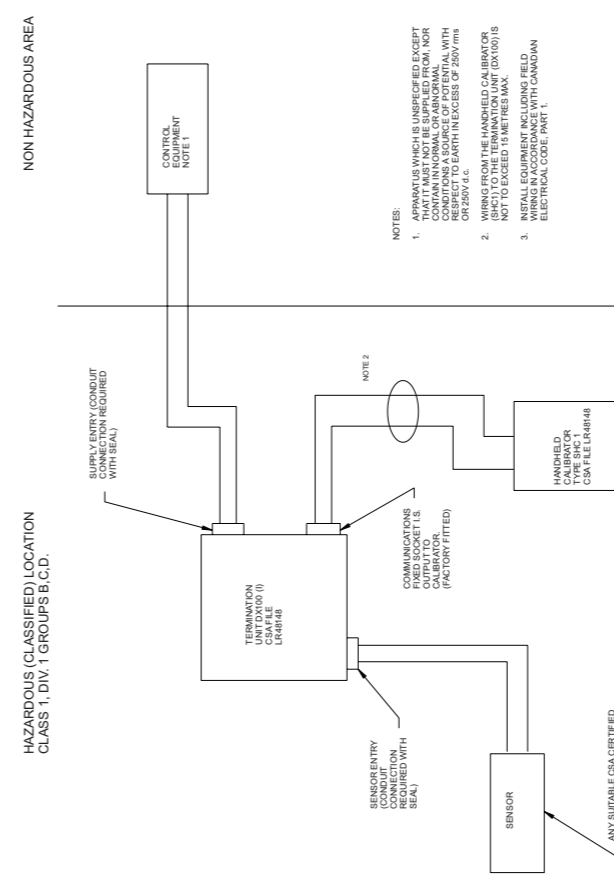 HAZARDOUS (CLASSIFIED) LOCATION
CLASS 1, DIV. 1 GROUPS B,C,D.
NON HAZARDOUS AREA
SUPPLY ENTRY (CONDUIT
CONNECTION REQUIRED
WITH SEAL)
CONTROL
EQUIPMENT
NOTE 1
TERMINATION
UNIT DX100 (I)
CSA FILE
LR48148
SENSOR ENTRY
(CONDUIT
CONNECTION
REQUIRED WITH
SEAL)
COMMUNICATIONS
FIXED SOCKET I.S.
OUTPUT TO
CALIBRATOR.
(FACTORY FITTED)
NOTE 2
SENSOR
HANDHELD
CALIBRATOR
TYPE SHC 1
CSA FILE LR48148
ANY SUITABLE CSA CERTIFIED
NOTES:
1. APPARATUS WHICH IS UNSPECIFIED EXCEPT
THAT IT MUST NOT BE SUPPLIED FROM, NOR
CONTAIN IN NORMAL OR ABNORMAL
CONDITIONS A SOURCE OF POTENTIAL WITH
RESPECT TO EARTH IN EXCESS OF 250V rms
OR 250V d.c.
2. WIRING FROM THE HANDHELD CALIBRATOR
(SHC1) TO THE TERMINATION UNIT (DX100) IS
NOT TO EXCEED 15 METRES MAX.
3. INSTALL EQUIPMENT INCLUDING FIELD
WIRING IN ACCORDANCE WITH CANADIAN
ELECTRICAL CODE, PART 1.